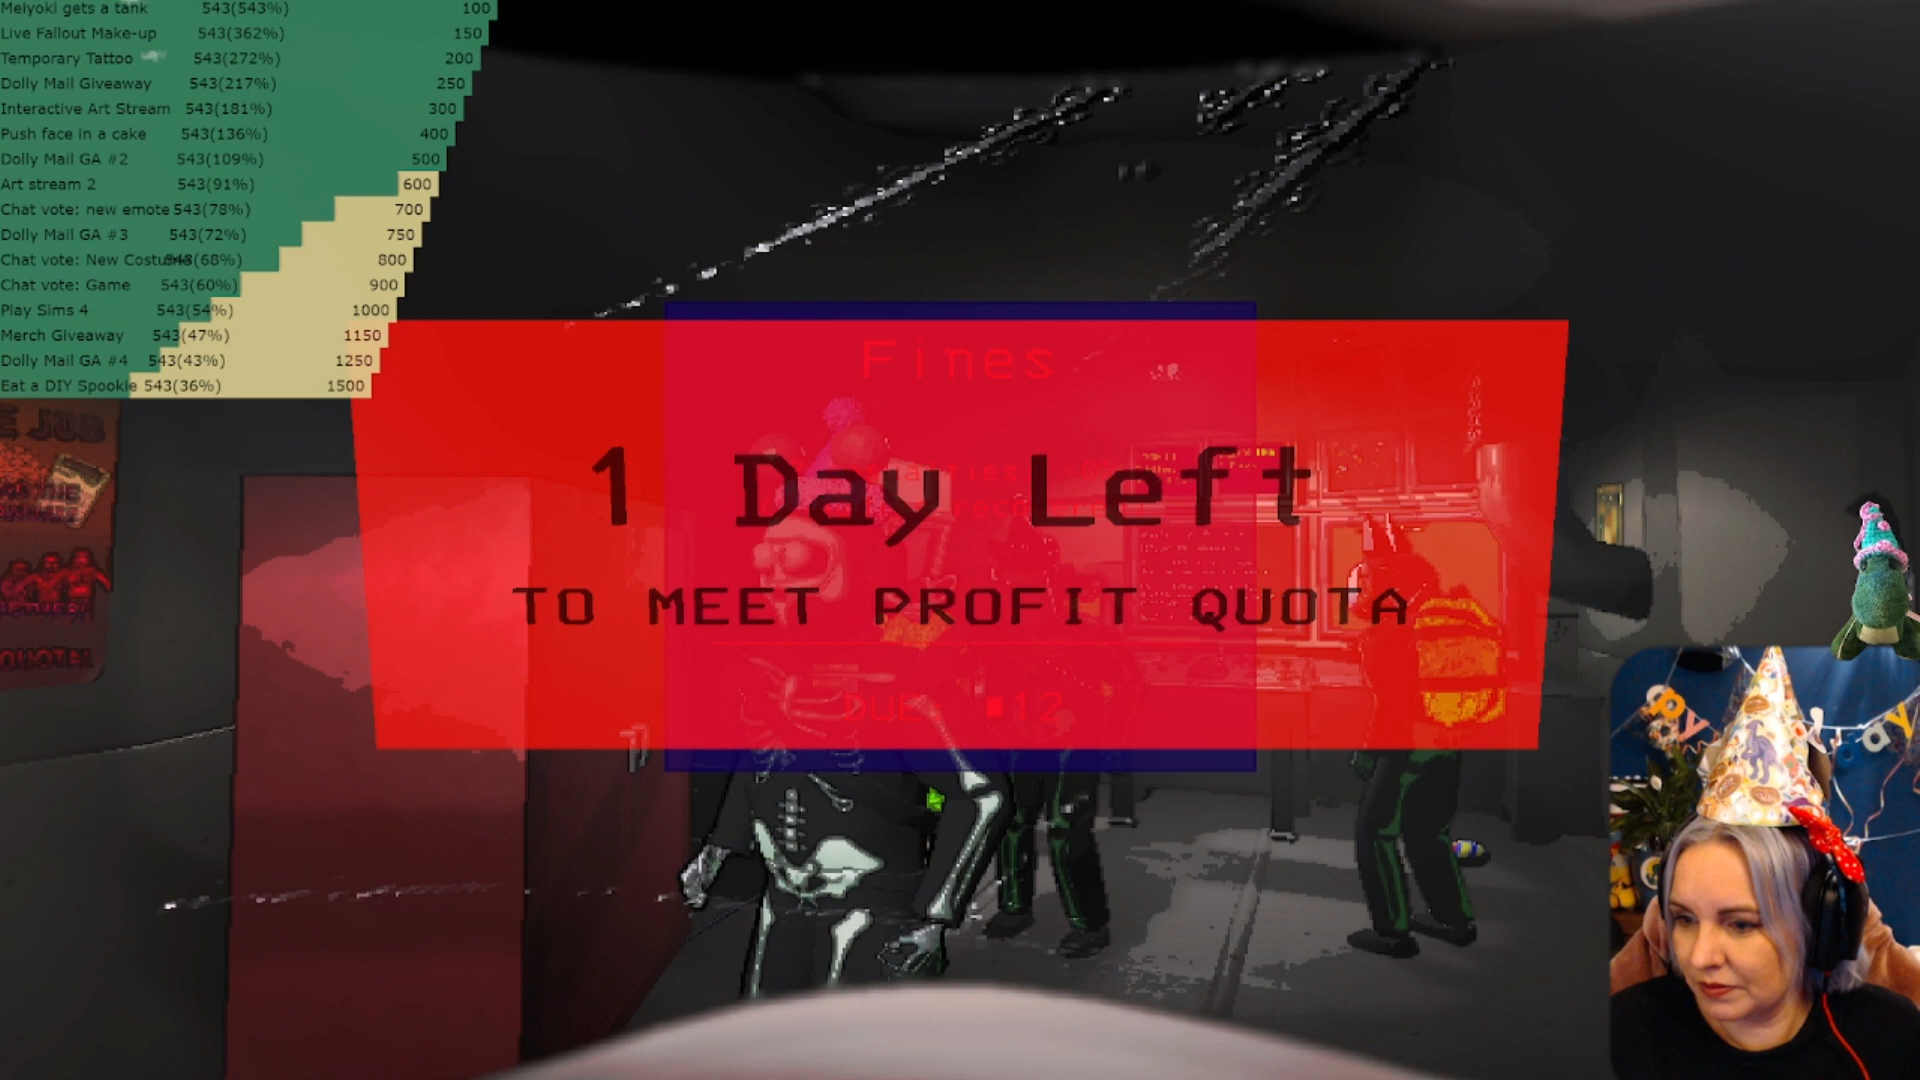 Meiyoki gets a tank 543(543%) 100
Live Fallout Make-up 543(362%) 150
Temporary Tattoo 543(272%) 200
Dolly Mail Giveaway 543(217%) 250
Interactive Art Stream 543(181%) 300
Push face in a cake 543(136%) 400
Dolly Mail GA #2 543(109%) 500
Art stream 2 543(91%) 600
Chat vote: new emote 543(78%) 700
Dolly Mail GA #3 543(72%) 750
Chat vote: New Costume 543(68%) 800
Chat vote: Game 543(60%) 900
Play Sims 4 543(54%) 1000
Merch Giveaway 543(47%) 1150
Dolly Mail GA #4 543(43%) 1250
Eat a DIY Spookie 543(36%) 1500
Fines
1 Day Left
TO MEET PROFIT QUOTA
DUE: ■12
E JOB
QUOTA!